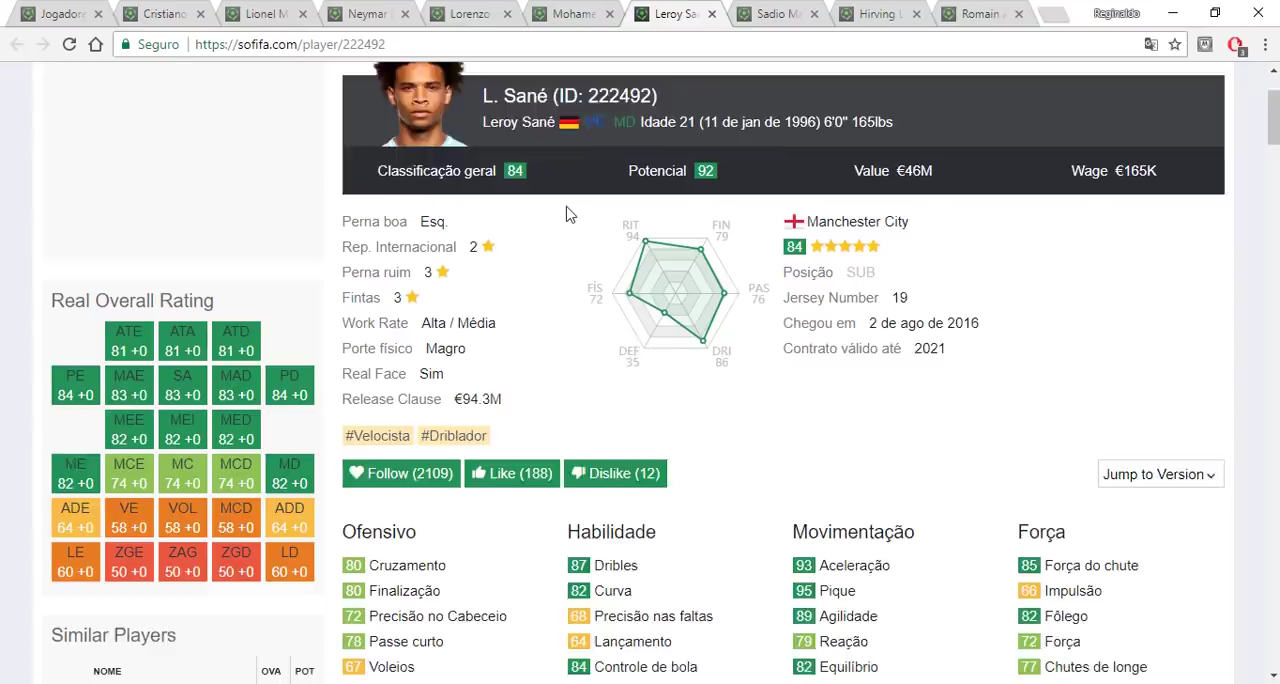 Jogadore
Cristiano
Lionel M
Neymar
Lorenzo
Mohame
Leroy Sa
Sadio Ma
Hirving L
Romain
Reginaldo
Seguro
https://sofifa.com/player/222492
3
L. Sané (ID: 222492)
Leroy Sané MD Idade 21 (11 de jan de 1996) 6'0" 165lbs
Classificação geral 84 Potencial 92 Value €46M Wage €165K
Perna boa Esq.
Rep. Internacional 2
Perna ruim 3
Fintas 3
Work Rate Alta / Média
Porte físico Magro
Real Face Sim
Release Clause €94.3M
RIT 94
FIN 79
FÍS 72
PAS 76
DEF 35
DRI 86
Manchester City
84
Posição SUB
Jersey Number 19
Chegou em 2 de ago de 2016
Contrato válido até 2021
#Velocista #Driblador
Follow (2109) Like (188) Dislike (12)
Jump to Version
Real Overall Rating
ATE ATA ATD
81 +0 81 +0 81 +0
PE MAE SA MAD PD
84 +0 83 +0 83 +0 83 +0 84 +0
MEE MEI MED
82 +0 82 +0 82 +0
ME MCE MC MCD MD
82 +0 74 +0 74 +0 74 +0 82 +0
ADE VE VOL MCD ADD
64 +0 58 +0 58 +0 58 +0 64 +0
LE ZGE ZAG ZGD LD
60 +0 50 +0 50 +0 50 +0 60 +0
Similar Players
NOME OVA POT
Ofensivo
80 Cruzamento
80 Finalização
72 Precisão no Cabeceio
78 Passe curto
67 Voleios
Habilidade
87 Dribles
82 Curva
68 Precisão nas faltas
64 Lançamento
84 Controle de bola
Movimentação
93 Aceleração
95 Pique
89 Agilidade
79 Reação
82 Equilíbrio
Força
85 Força do chute
66 Impulsão
82 Fôlego
72 Força
77 Chutes de longe